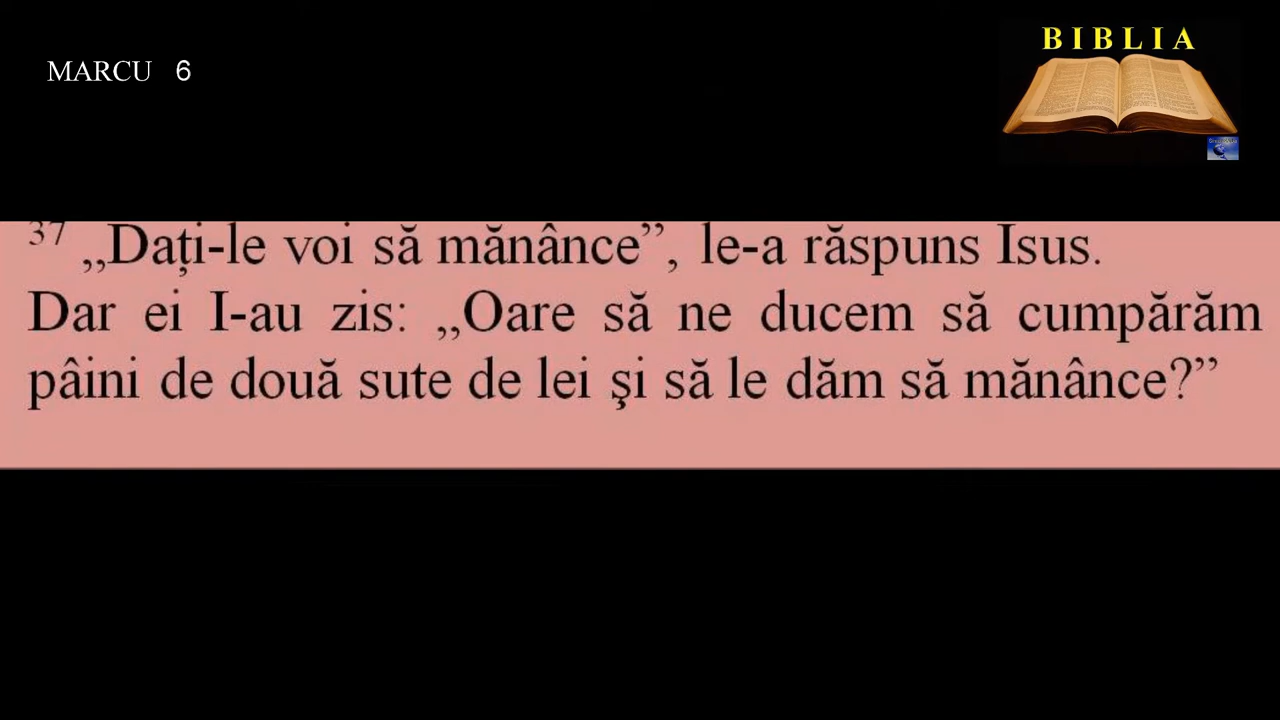 BIBLIA
MARCU 6
37 „Daţi-le voi să mănânce”, le-a răspuns Isus.
Dar ei I-au zis: „Oare să ne ducem să cumpărăm
pâini de două sute de lei şi să le dăm să mănânce?”